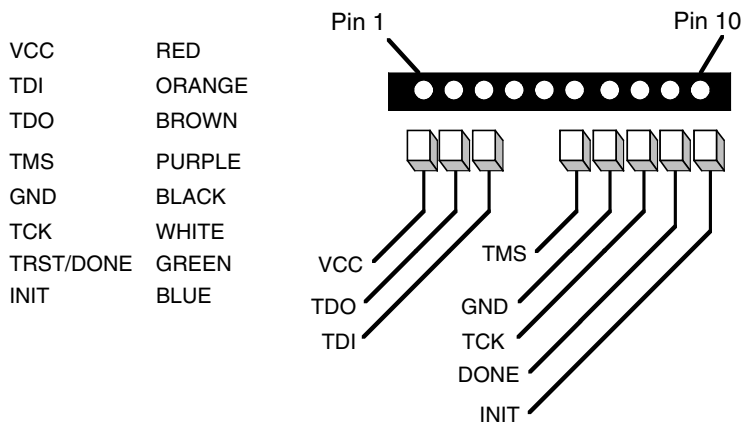 Pin 1 Pin 10
VCC RED
TDI ORANGE
TDO BROWN
TMS PURPLE
GND BLACK
TCK WHITE
TRST/DONE GREEN
INIT BLUE
VCC
TDO
TDI
TMS
GND
TCK
DONE
INIT